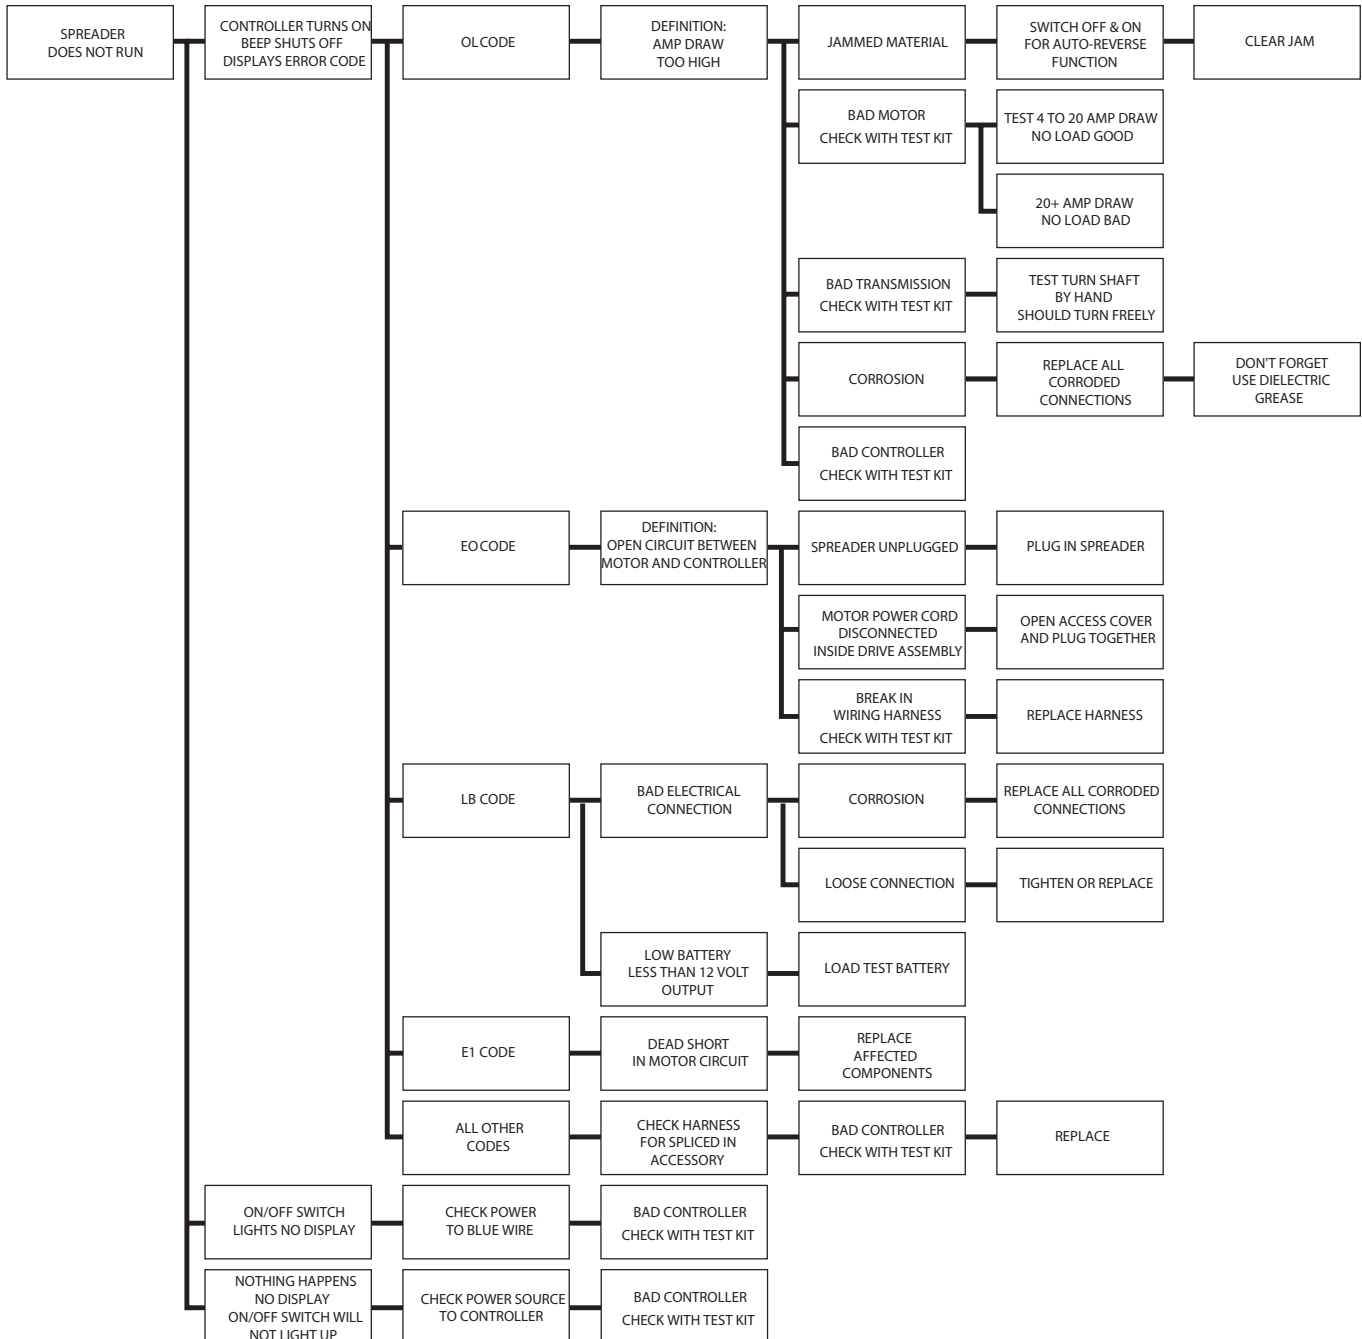 SPREADER
DOES NOT RUN
CONTROLLER TURNS ON
BEEP SHUTS OFF
DISPLAYS ERROR CODE
OL CODE
DEFINITION:
AMP DRAW
TOO HIGH
JAMMED MATERIAL
SWITCH OFF & ON
FOR AUTO-REVERSE
FUNCTION
CLEAR JAM
BAD MOTOR
CHECK WITH TEST KIT
TEST 4 TO 20 AMP DRAW
NO LOAD GOOD
20+ AMP DRAW
NO LOAD BAD
BAD TRANSMISSION
CHECK WITH TEST KIT
TEST TURN SHAFT
BY HAND
SHOULD TURN FREELY
CORROSION
REPLACE ALL
CORRODED
CONNECTIONS
DON'T FORGET
USE DIELECTRIC
GREASE
BAD CONTROLLER
CHECK WITH TEST KIT
EO CODE
DEFINITION:
OPEN CIRCUIT BETWEEN
MOTOR AND CONTROLLER
SPREADER UNPLUGGED
PLUG IN SPREADER
MOTOR POWER CORD
DISCONNECTED
INSIDE DRIVE ASSEMBLY
OPEN ACCESS COVER
AND PLUG TOGETHER
BREAK IN
WIRING HARNESS
CHECK WITH TEST KIT
REPLACE HARNESS
LB CODE
BAD ELECTRICAL
CONNECTION
CORROSION
REPLACE ALL CORRODED
CONNECTIONS
LOOSE CONNECTION
TIGHTEN OR REPLACE
LOW BATTERY
LESS THAN 12 VOLT
OUTPUT
LOAD TEST BATTERY
E1 CODE
DEAD SHORT
IN MOTOR CIRCUIT
REPLACE
AFFECTED
COMPONENTS
ALL OTHER
CODES
CHECK HARNESS
FOR SPLICED IN
ACCESSORY
BAD CONTROLLER
CHECK WITH TEST KIT
REPLACE
ON/OFF SWITCH
LIGHTS NO DISPLAY
CHECK POWER
TO BLUE WIRE
BAD CONTROLLER
CHECK WITH TEST KIT
NOTHING HAPPENS
NO DISPLAY
ON/OFF SWITCH WILL
NOT LIGHT UP
CHECK POWER SOURCE
TO CONTROLLER
BAD CONTROLLER
CHECK WITH TEST KIT